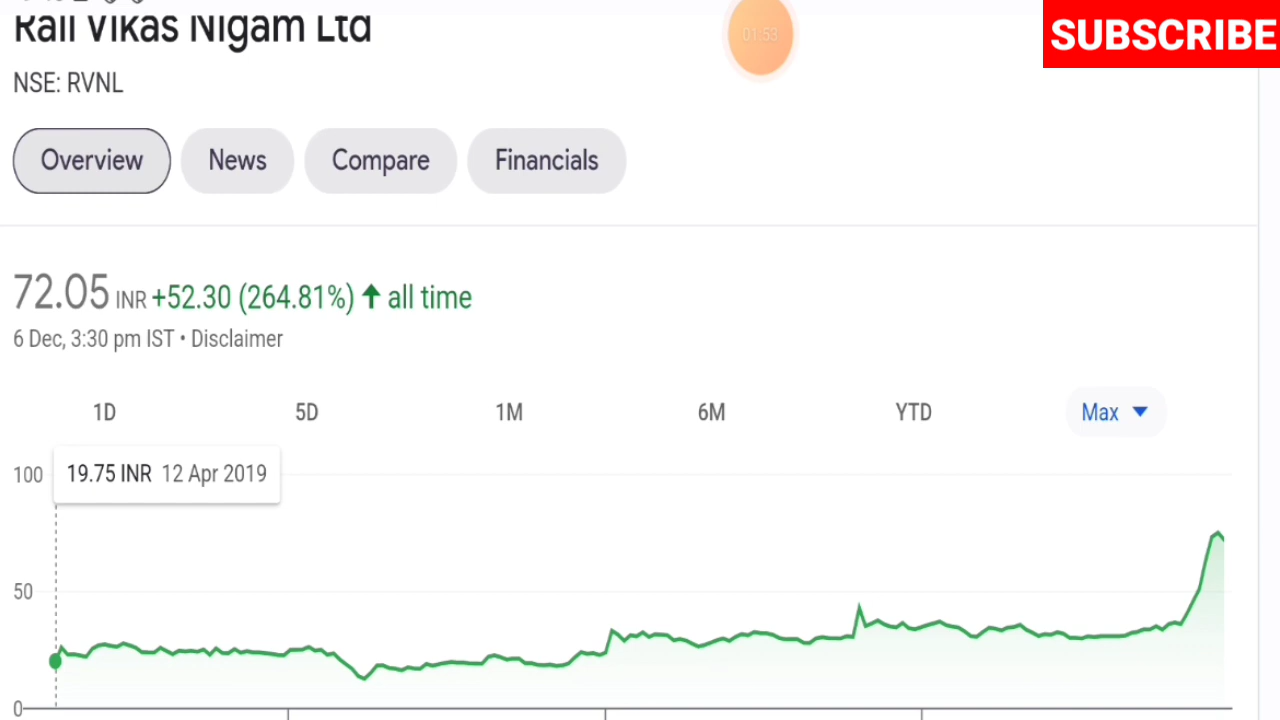 Rail Vikas Nigam Ltd
01:53
SUBSCRIBE
NSE: RVNL
Overview
News
Compare
Financials
72.05 INR +52.30 (264.81%) ↑ all time
6 Dec, 3:30 pm IST • Disclaimer
1D 5D 1M 6M YTD Max
100
19.75 INR 12 Apr 2019
50
0